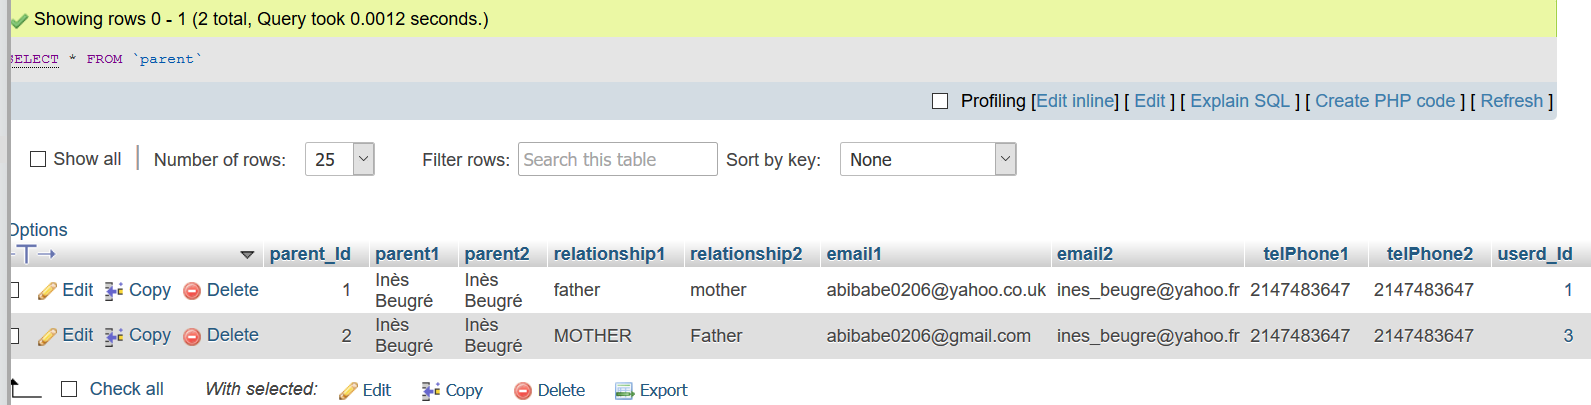 Showing rows 0 - 1 (2 total, Query took 0.0012 seconds.)
SELECT * FROM `parent`
Profiling [Edit inline] [ Edit ] [ Explain SQL ] [ Create PHP code ] [ Refresh ]
Show all | Number of rows: 25 Filter rows: Search this table Sort by key: None
Options
parent_Id parent1 parent2 relationship1 relationship2 email1 email2 telPhone1 telPhone2 userd_Id
Edit Copy Delete 1 Inès Beugré Inès Beugré father mother abibabe0206@yahoo.co.uk ines_beugre@yahoo.fr 2147483647 2147483647 1
Edit Copy Delete 2 Inès Beugré Inès Beugré MOTHER Father abibabe0206@gmail.com ines_beugre@yahoo.fr 2147483647 2147483647 3
Check all With selected: Edit Copy Delete Export